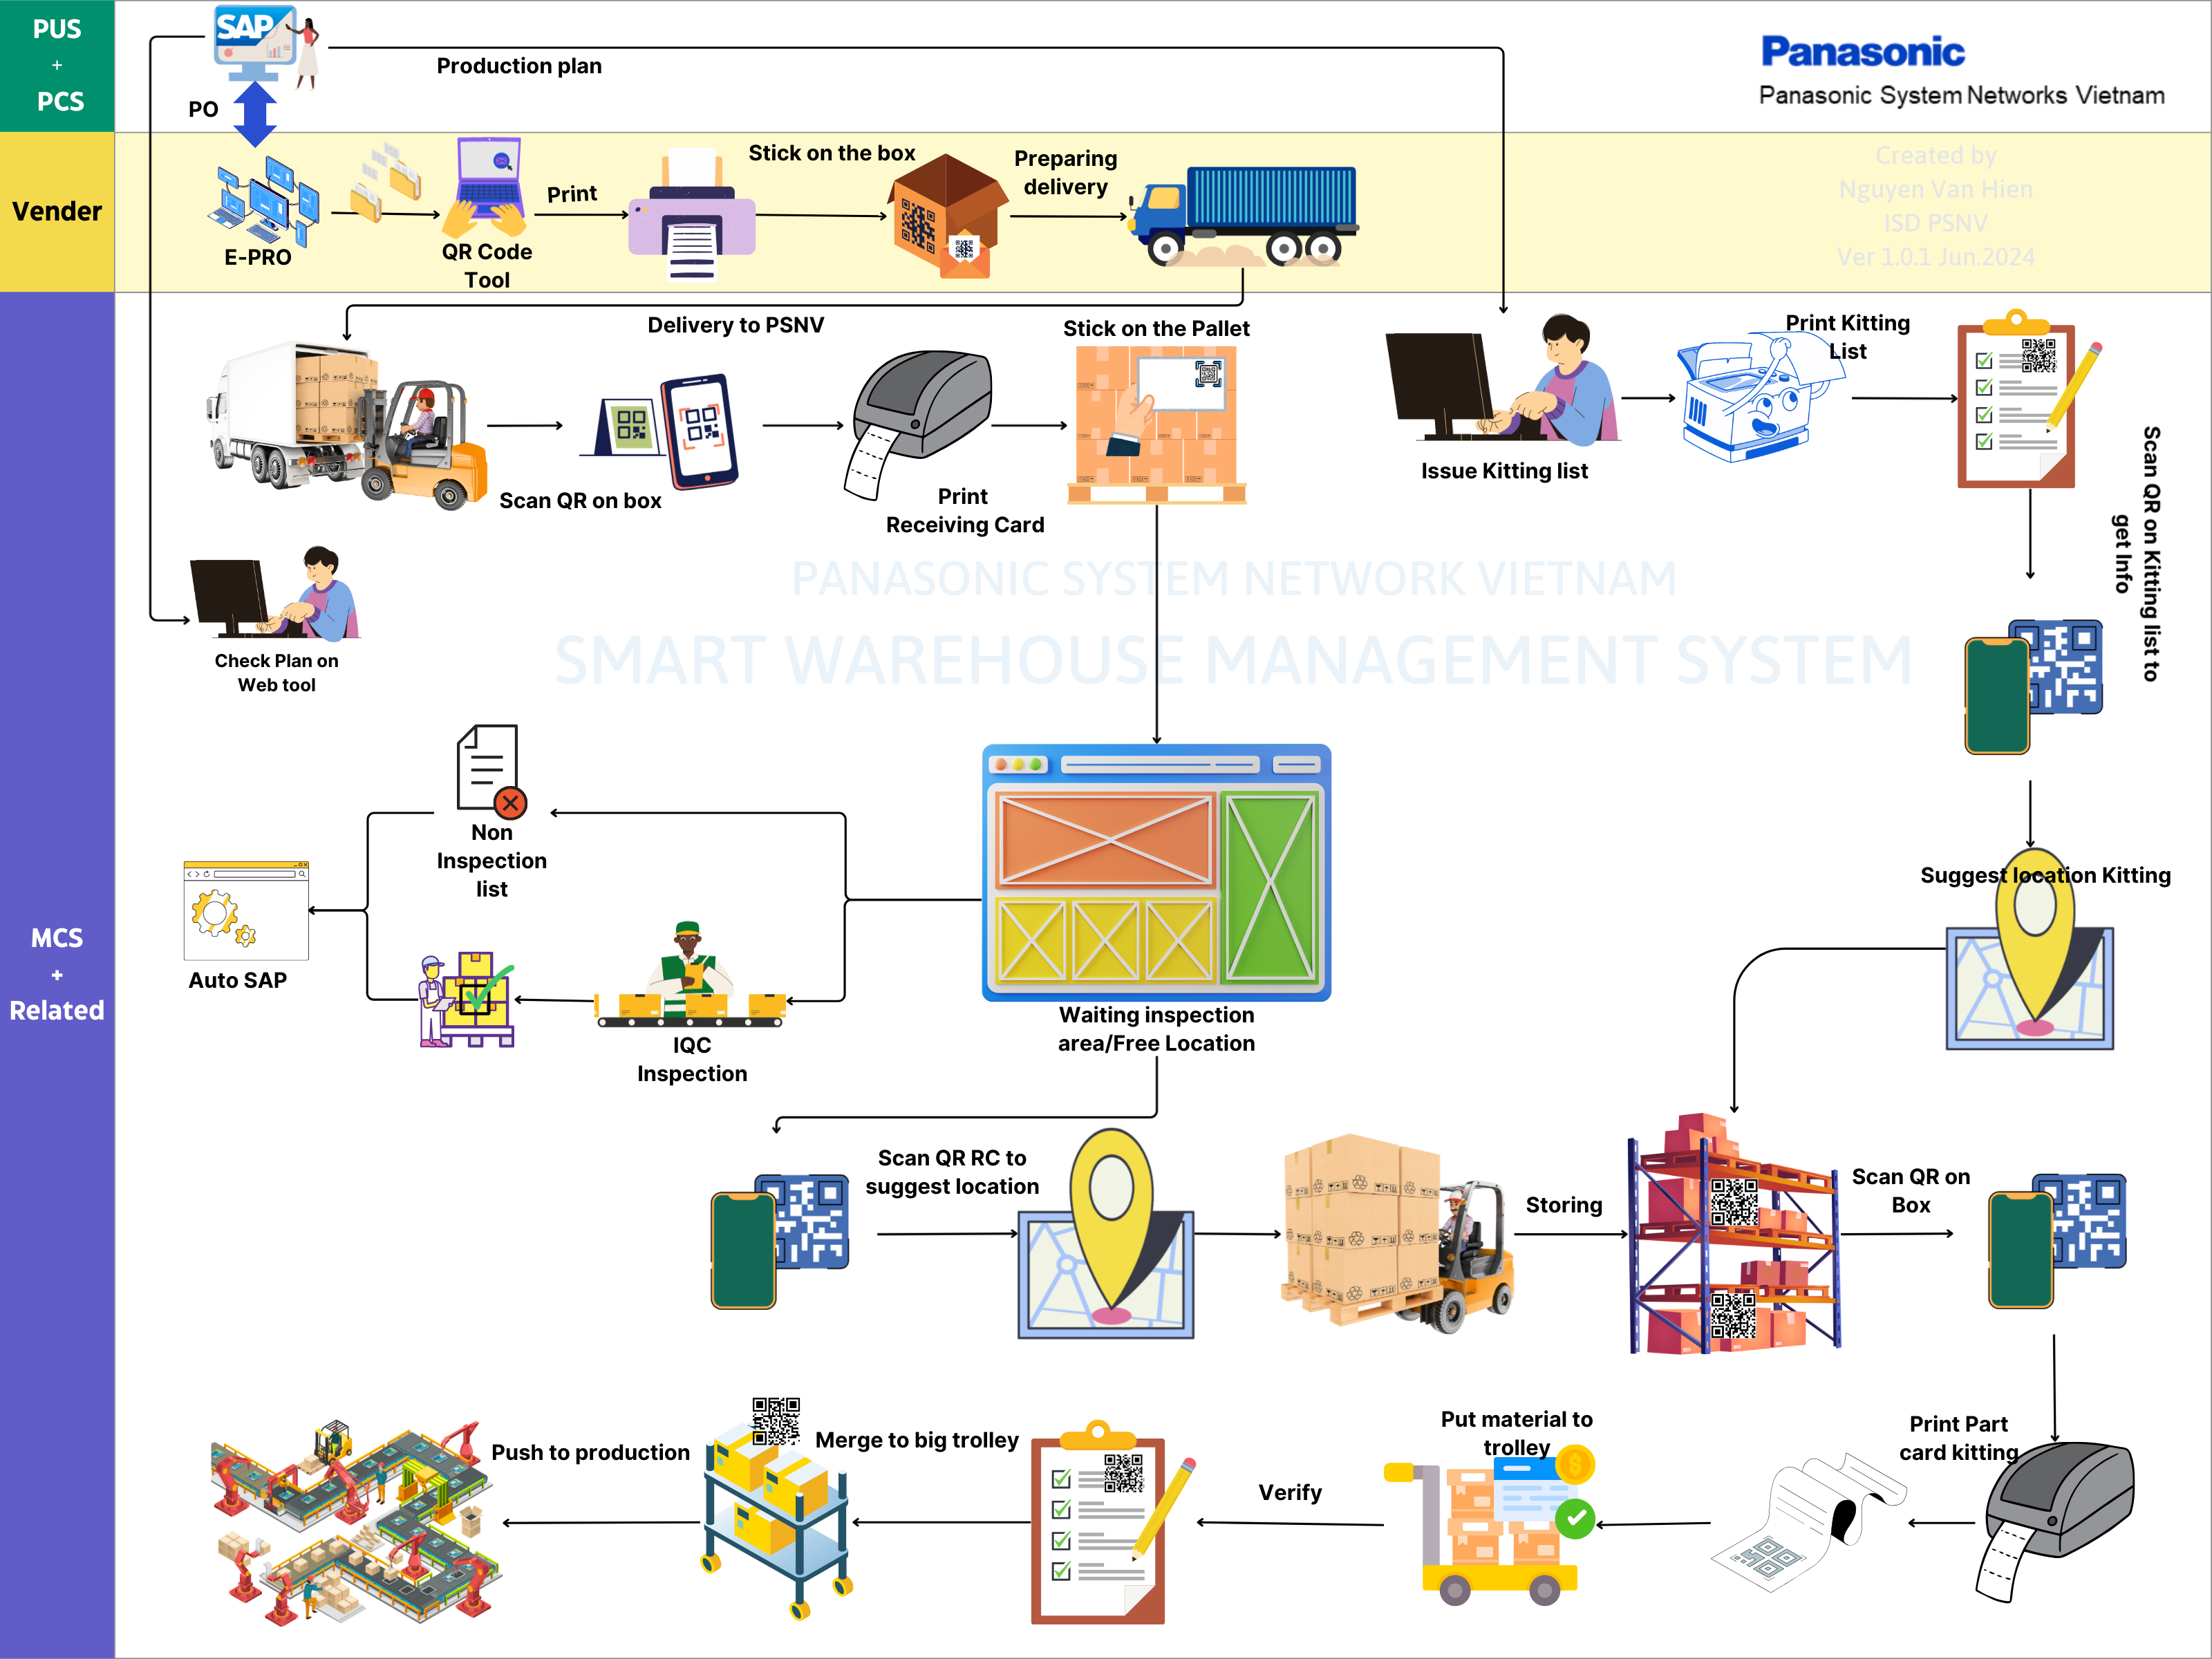 PUS
+
PCS
SAP
Production plan
PO
Panasonic
Panasonic System Networks Vietnam
Vender
E-PRO
QR Code
Tool
Print
Stick on the box
Preparing
delivery
Created by
Nguyen Van Hien
ISD PSNV
Ver 1.0.1 Jun.2024
MCS
+
Related
Delivery to PSNV
Scan QR on box
Print
Receiving Card
Stick on the Pallet
Issue Kitting list
Print Kitting
List
Scan QR on Kitting list to
get Info
Check Plan on
Web tool
PANASONIC SYSTEM NETWORK VIETNAM
SMART WAREHOUSE MANAGEMENT SYSTEM
Non
Inspection
list
Auto SAP
IQC
Inspection
Waiting inspection
area/Free Location
Suggest location Kitting
Scan QR RC to
suggest location
Storing
Scan QR on
Box
Print Part
card kitting
Put material to
trolley
Verify
Merge to big trolley
Push to production